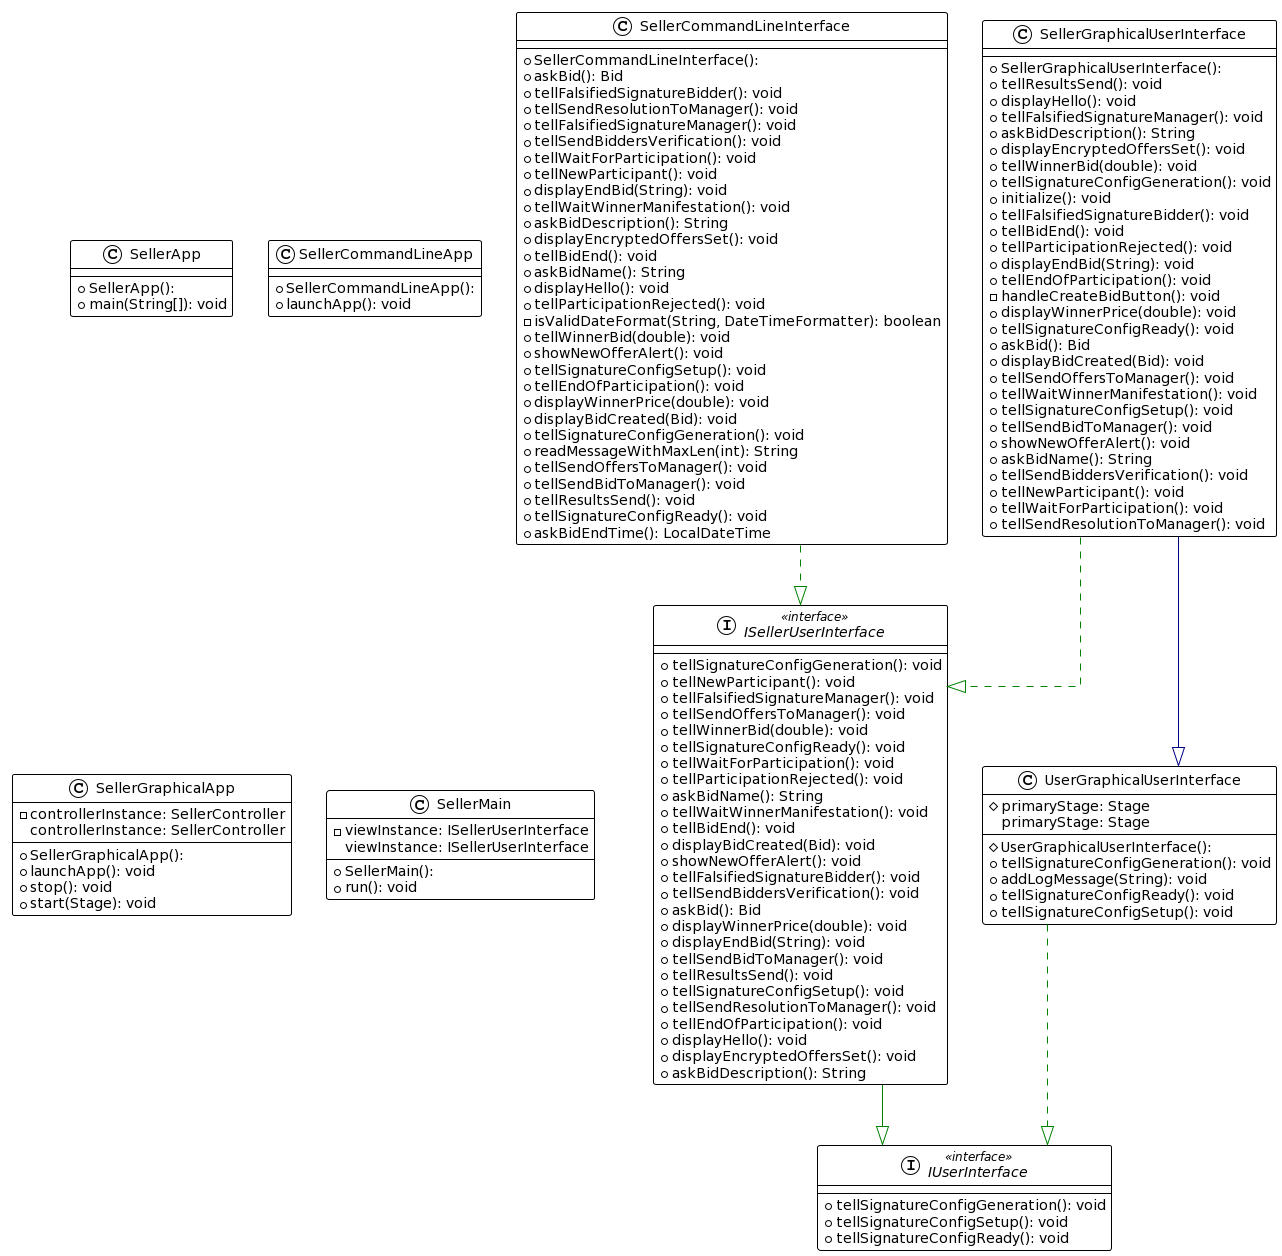 SellerCommandLineInterface
SellerCommandLineInterface():
askBid(): Bid
tellFalsifiedSignatureBidder(): void
tellSendResolutionToManager(): void
tellFalsifiedSignatureManager(): void
tellSendBiddersVerification(): void
tellWaitForParticipation(): void
tellNewParticipant(): void
displayEndBid(String): void
tellWaitWinnerManifestation(): void
askBidDescription(): String
displayEncryptedOffersSet(): void
tellBidEnd(): void
askBidName(): String
displayHello(): void
tellParticipationRejected(): void
isValidDateFormat(String, DateTimeFormatter): boolean
tellWinnerBid(double): void
showNewOfferAlert(): void
tellSignatureConfigSetup(): void
tellEndOfParticipation(): void
displayWinnerPrice(double): void
displayBidCreated(Bid): void
tellSignatureConfigGeneration(): void
readMessageWithMaxLen(int): String
tellSendOffersToManager(): void
tellSendBidToManager(): void
tellResultsSend(): void
tellSignatureConfigReady(): void
askBidEndTime(): LocalDateTime
SellerGraphicalUserInterface
SellerGraphicalUserInterface():
tellResultsSend(): void
displayHello(): void
tellFalsifiedSignatureManager(): void
askBidDescription(): String
displayEncryptedOffersSet(): void
tellWinnerBid(double): void
tellSignatureConfigGeneration(): void
initialize(): void
tellFalsifiedSignatureBidder(): void
tellBidEnd(): void
tellParticipationRejected(): void
displayEndBid(String): void
tellEndOfParticipation(): void
handleCreateBidButton(): void
displayWinnerPrice(double): void
tellSignatureConfigReady(): void
askBid(): Bid
displayBidCreated(Bid): void
tellSendOffersToManager(): void
tellWaitWinnerManifestation(): void
tellSignatureConfigSetup(): void
tellSendBidToManager(): void
showNewOfferAlert(): void
askBidName(): String
tellSendBiddersVerification(): void
tellNewParticipant(): void
tellWaitForParticipation(): void
tellSendResolutionToManager(): void
SellerApp
SellerApp():
main(String[]): void
SellerCommandLineApp
SellerCommandLineApp():
launchApp(): void
«interface»
ISellerUserInterface
tellSignatureConfigGeneration(): void
tellNewParticipant(): void
tellFalsifiedSignatureManager(): void
tellSendOffersToManager(): void
tellWinnerBid(double): void
tellSignatureConfigReady(): void
tellWaitForParticipation(): void
tellParticipationRejected(): void
askBidName(): String
tellWaitWinnerManifestation(): void
tellBidEnd(): void
displayBidCreated(Bid): void
showNewOfferAlert(): void
tellFalsifiedSignatureBidder(): void
tellSendBiddersVerification(): void
askBid(): Bid
displayWinnerPrice(double): void
displayEndBid(String): void
tellSendBidToManager(): void
tellResultsSend(): void
tellSignatureConfigSetup(): void
tellSendResolutionToManager(): void
tellEndOfParticipation(): void
displayHello(): void
displayEncryptedOffersSet(): void
askBidDescription(): String
SellerGraphicalApp
controllerInstance: SellerController
controllerInstance: SellerController
SellerGraphicalApp():
launchApp(): void
stop(): void
start(Stage): void
SellerMain
viewInstance: ISellerUserInterface
viewInstance: ISellerUserInterface
SellerMain():
run(): void
UserGraphicalUserInterface
primaryStage: Stage
primaryStage: Stage
UserGraphicalUserInterface():
tellSignatureConfigGeneration(): void
addLogMessage(String): void
tellSignatureConfigReady(): void
tellSignatureConfigSetup(): void
«interface»
IUserInterface
tellSignatureConfigGeneration(): void
tellSignatureConfigSetup(): void
tellSignatureConfigReady(): void